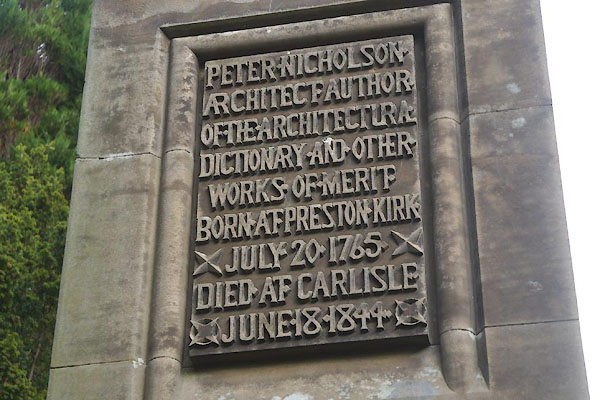 PETER·NICHOLSON·
ARCHITECT·AUTHOR
OF·THE·ARCHITECTURAL
DICTIONARY·AND·OTHER·
WORKS·OF·MERIT
BORN·AT·PRESTON·KIRK
JULY·20·1765
DIED·AT·CARLISLE
JUNE·18·1844